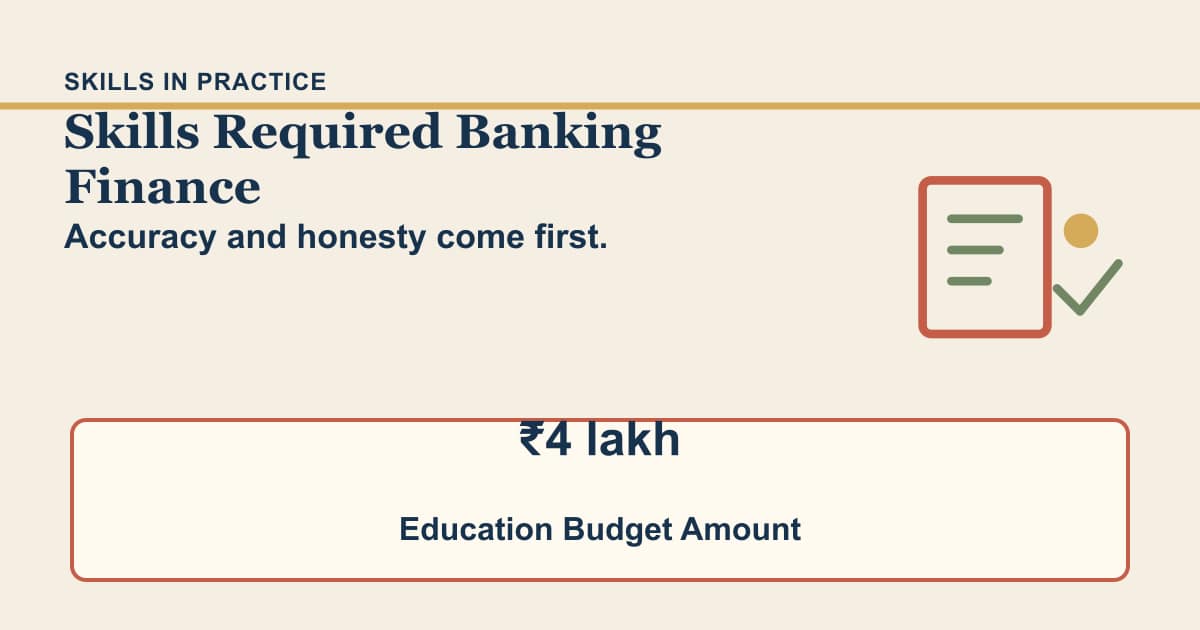 SKILLS IN PRACTICE
Skills Required Banking
Finance
Accuracy and honesty come first.
₹4 lakh
Education Budget Amount